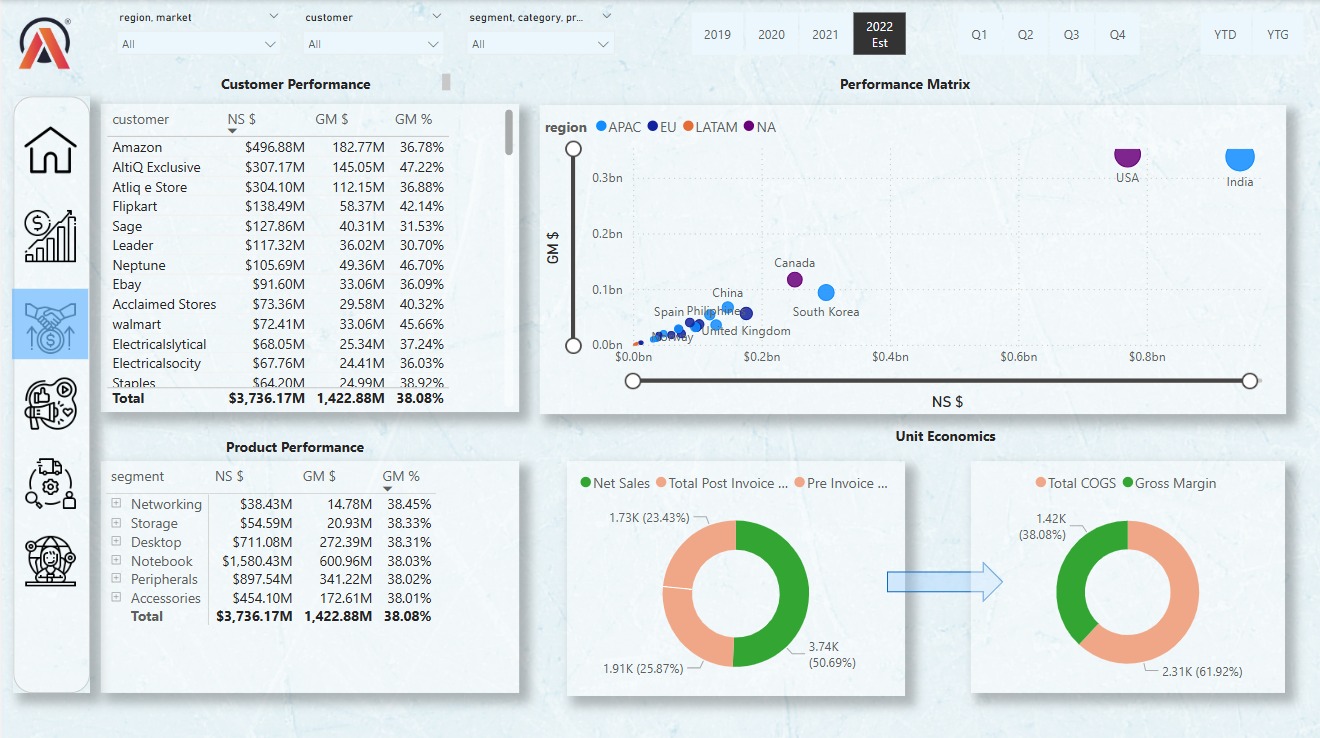 region, market
customer
segment, category, pr...
All
All
All
2019
2020
2021
2022
Est
Q1
Q2
Q3
Q4
YTD
YTG
Customer Performance
customer NS $ GM $ GM %
Amazon $496.88M 182.77M 36.78%
AltiQ Exclusive $307.17M 145.05M 47.22%
Atliq e Store $304.10M 112.15M 36.88%
Flipkart $138.49M 58.37M 42.14%
Sage $127.86M 40.31M 31.53%
Leader $117.32M 36.02M 30.70%
Neptune $105.69M 49.36M 46.70%
Ebay $91.60M 33.06M 36.09%
Acclaimed Stores $73.36M 29.58M 40.32%
walmart $72.41M 33.06M 45.66%
Electricalslytical $68.05M 25.34M 37.24%
Electricalsocity $67.76M 24.41M 36.03%
Staples $64.20M 24.99M 38.92%
Total $3,736.17M 1,422.88M 38.08%
Performance Matrix
region APAC EU LATAM NA
GM $
0.3bn
0.2bn
0.1bn
0.0bn
USA
India
Canada
China
South Korea
Spain
Philiphine
United Kingdom
Norway
$0.0bn $0.2bn $0.4bn $0.6bn $0.8bn
NS $
Product Performance
segment NS $ GM $ GM %
Networking $38.43M 14.78M 38.45%
Storage $54.59M 20.93M 38.33%
Desktop $711.08M 272.39M 38.31%
Notebook $1,580.43M 600.96M 38.03%
Peripherals $897.54M 341.22M 38.02%
Accessories $454.10M 172.61M 38.01%
Total $3,736.17M 1,422.88M 38.08%
Unit Economics
Net Sales Total Post Invoice ... Pre Invoice ...
1.73K (23.43%)
3.74K
(50.69%)
1.91K (25.87%)
Total COGS Gross Margin
1.42K
(38.08%)
2.31K (61.92%)